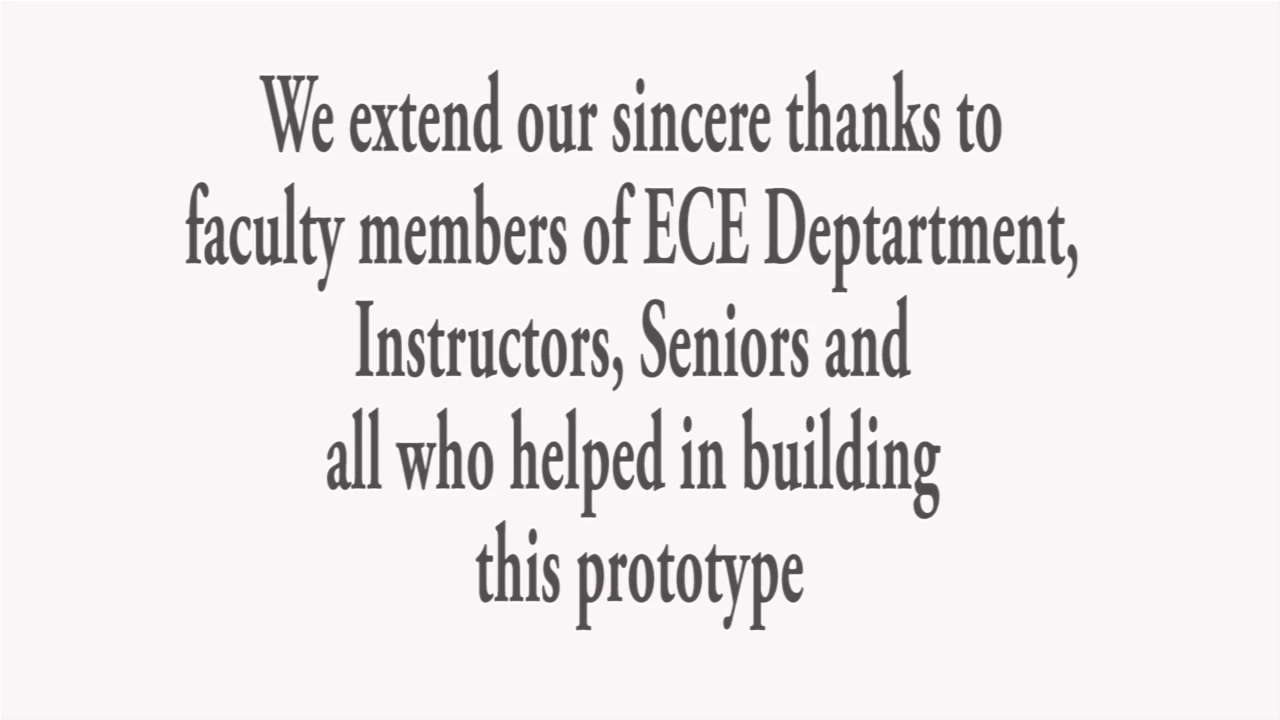 We extend our sincere thanks to
faculty members of ECE Deptartment,
Instructors, Seniors and
all who helped in building
this prototype